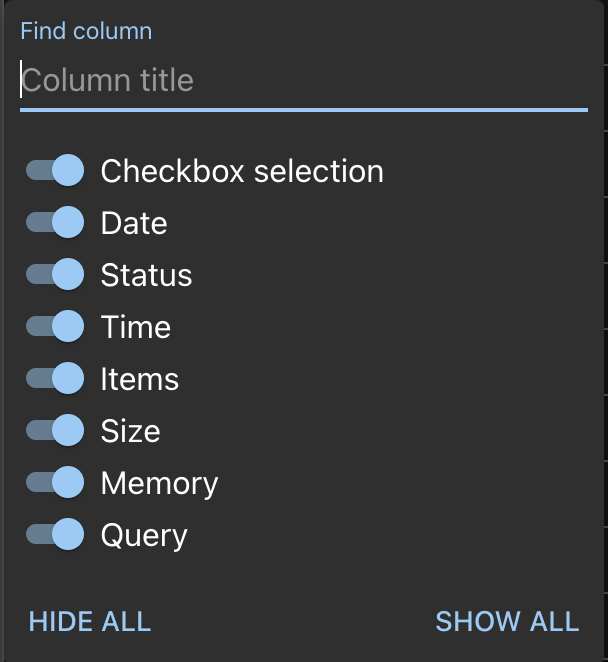 Find column
Column title
Checkbox selection
Date
Status
Time
Items
Size
Memory
Query
HIDE ALL
SHOW ALL